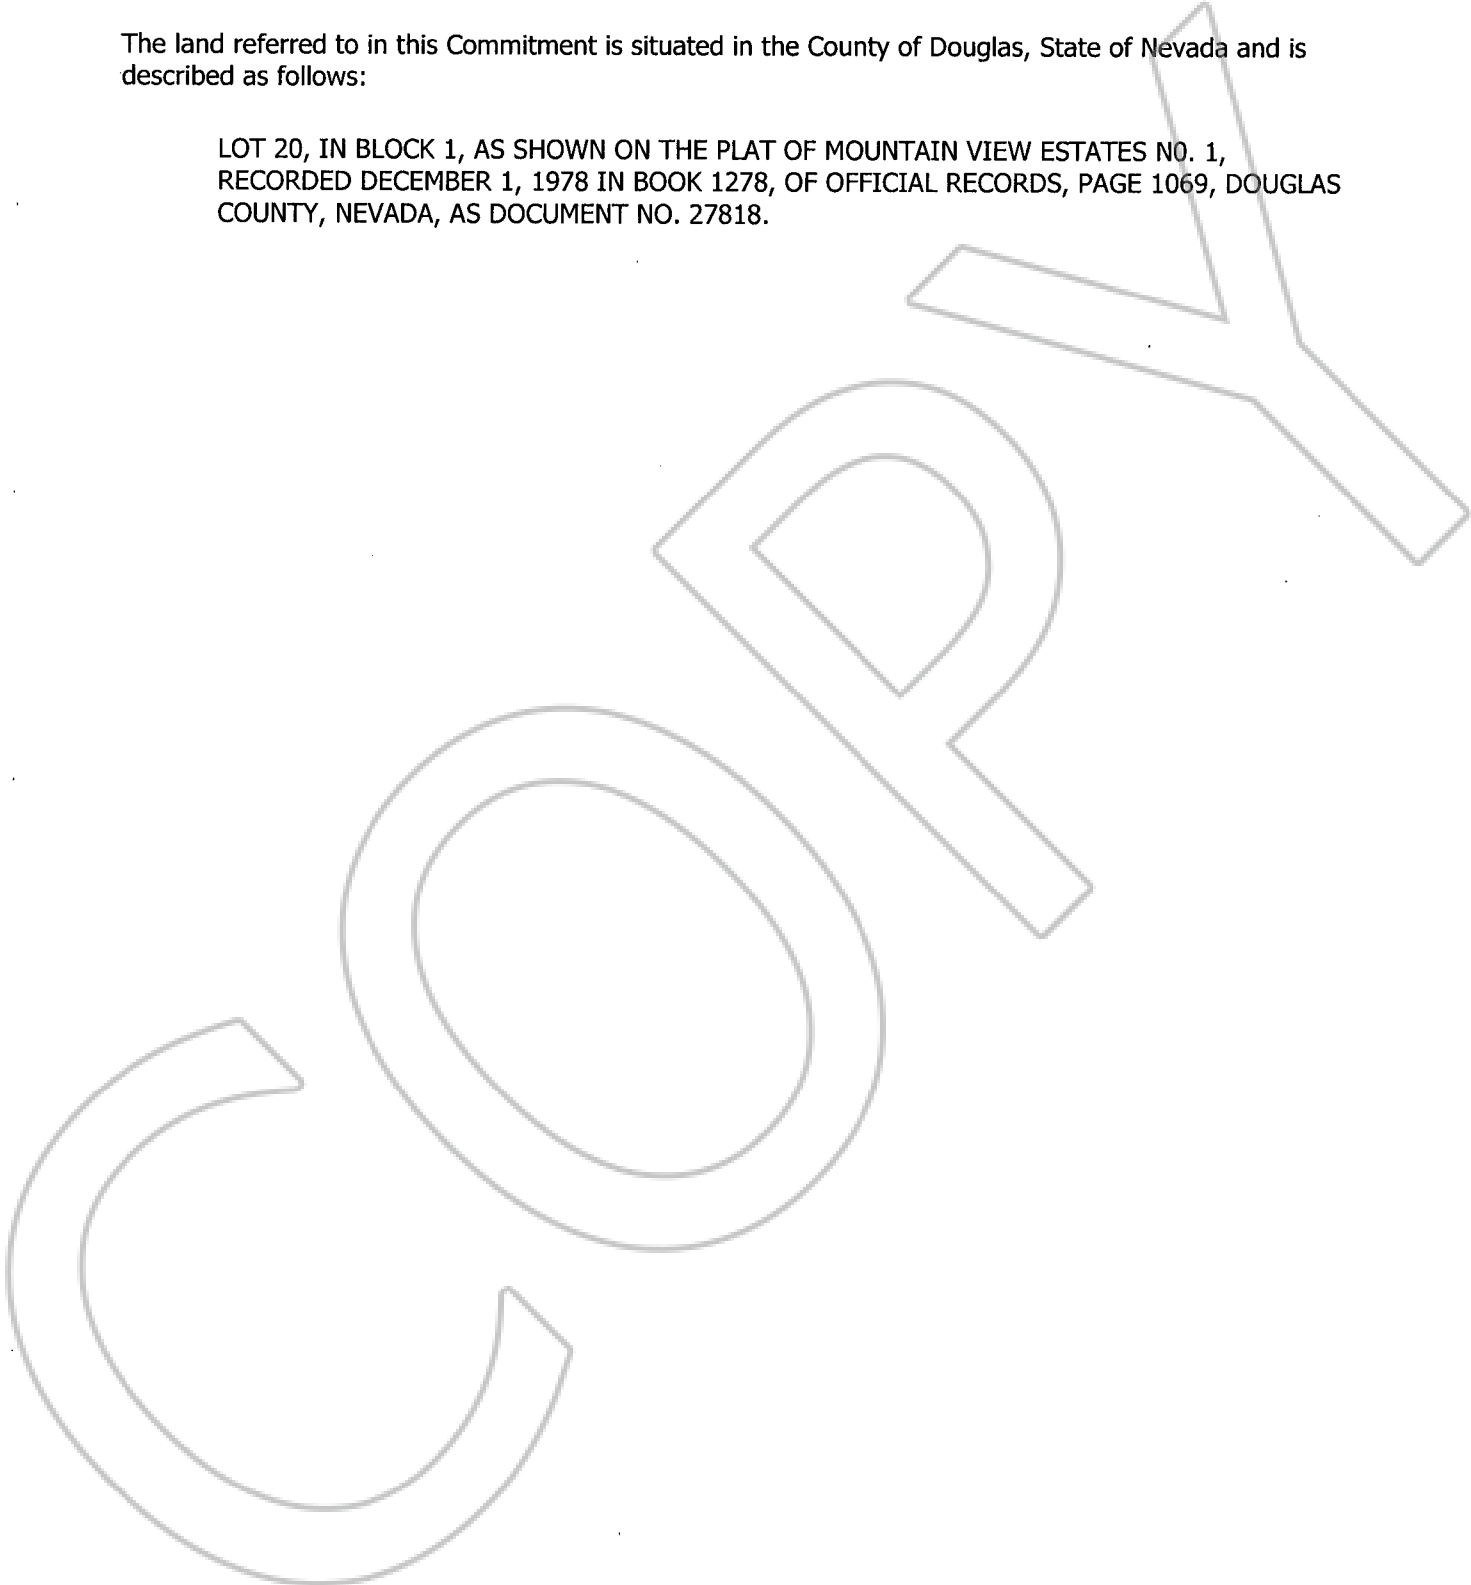 The land referred to in this Commitment is situated in the County of Douglas, State of Nevada and is
described as follows:
LOT 20, IN BLOCK 1, AS SHOWN ON THE PLAT OF MOUNTAIN VIEW ESTATES NO. 1,
RECORDED DECEMBER 1, 1978 IN BOOK 1278, OF OFFICIAL RECORDS, PAGE 1069, DOUGLAS
COUNTY, NEVADA, AS DOCUMENT NO. 27818.
COPY